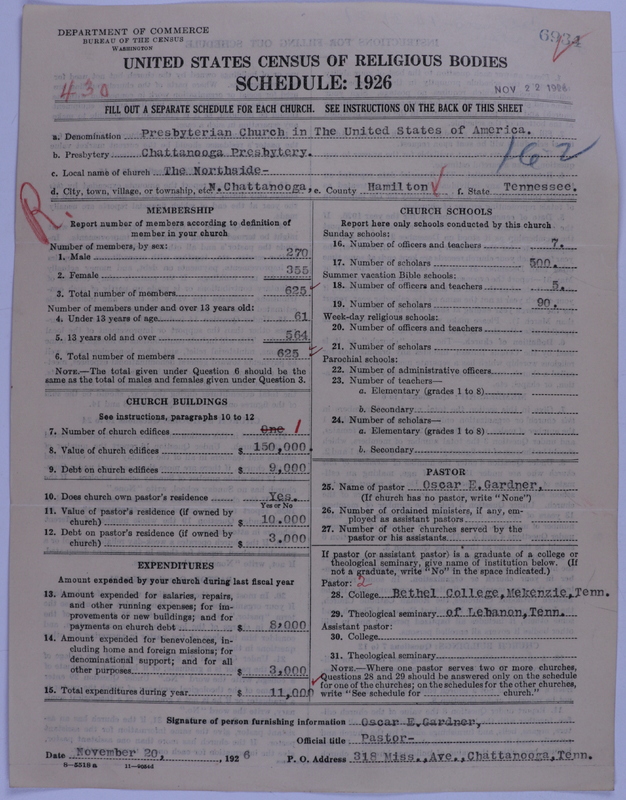 DEPARTMENT OF COMMERCE
BUREAU OF THE CENSUS
WASHINGTON
6934
UNITED STATES CENSUS OF RELIGIOUS BODIES
SCHEDULE: 1926
430
NOV 22 1926
FILL OUT A SEPARATE SCHEDULE FOR EACH CHURCH. SEE INSTRUCTIONS ON THE BACK OF THIS SHEET
a. Denomination Presbyterian Church in The United States of America.
b. Presbytery Chattanooga Presbytery.
162
c. Local name of church The Northside-
d. City, town, village, or township, etc. N. Chattanooga, e. County Hamilton f. State Tennessee.
R.
MEMBERSHIP
Report number of members according to definition of
member in your church
Number of members, by sex:
1. Male 270
2. Female 355
3. Total number of members 625
Number of members under and over 13 years old:
4. Under 13 years of age 61
5. 13 years old and over 564
6. Total number of members 625
NOTE.—The total given under Question 6 should be
same as the total of males and females given under Question 3.
CHURCH BUILDINGS
See instructions, paragraphs 10 to 12
7. Number of church edifices One 1
8. Value of church edifices $ 150,000
9. Debt on church edifices $ 9,000
10. Does church own pastor's residence Yes.
Yes or No
11. Value of pastor's residence (if owned by
church) $ 10.000
12. Debt on pastor's residence (if owned by
church) $ 3.000
EXPENDITURES
Amount expended by your church during last fiscal year
13. Amount expended for salaries, repairs,
and other running expenses; for im-
provements or new buildings; and for
payments on church debt $ 8,000
14. Amount expended for benevolences, in-
cluding home and foreign missions; for
denominational support; and for all
other purposes $ 3,000
15. Total expenditures during year $ 11,000
CHURCH SCHOOLS
Report here only schools conducted by this church
Sunday schools:
16. Number of officers and teachers 7.
17. Number of scholars 500.
Summer vacation Bible schools:
18. Number of officers and teachers 5.
19. Number of scholars 90.
Week-day religious schools:
20. Number of officers and teachers
21. Number of scholars
Parochial schools:
22. Number of administrative officers
23. Number of teachers—
a. Elementary (grades 1 to 8)
b. Secondary
24. Number of scholars—
a. Elementary (grades 1 to 8)
b. Secondary
PASTOR
25. Name of pastor Oscar E. Gardner,
(If church has no pastor, write "None")
26. Number of ordained ministers, if any, em-
ployed as assistant pastors
27. Number of other churches served by the
pastor or his assistants
If pastor (or assistant pastor) is a graduate of a college or
theological seminary, give name of institution below. (If
not a graduate, write "No" in the space indicated.)
Pastor: 2
28. College Bethel College, Mekenzie, Tenn.
29. Theological seminary of Lebanon, Tenn.
Assistant pastor:
30. College
31. Theological seminary
NOTE.—Where one pastor serves two or more churches,
Questions 28 and 29 should be answered only on the schedule
for one of the churches; on the schedules for the other churches,
write "See schedule for church."
Signature of person furnishing information Oscar E. Gardner,
Official title Pastor-
Date November 20, , 1926 P. O. Address 318 Miss., Ave., Chattanooga, Tenn.
8—5518 a